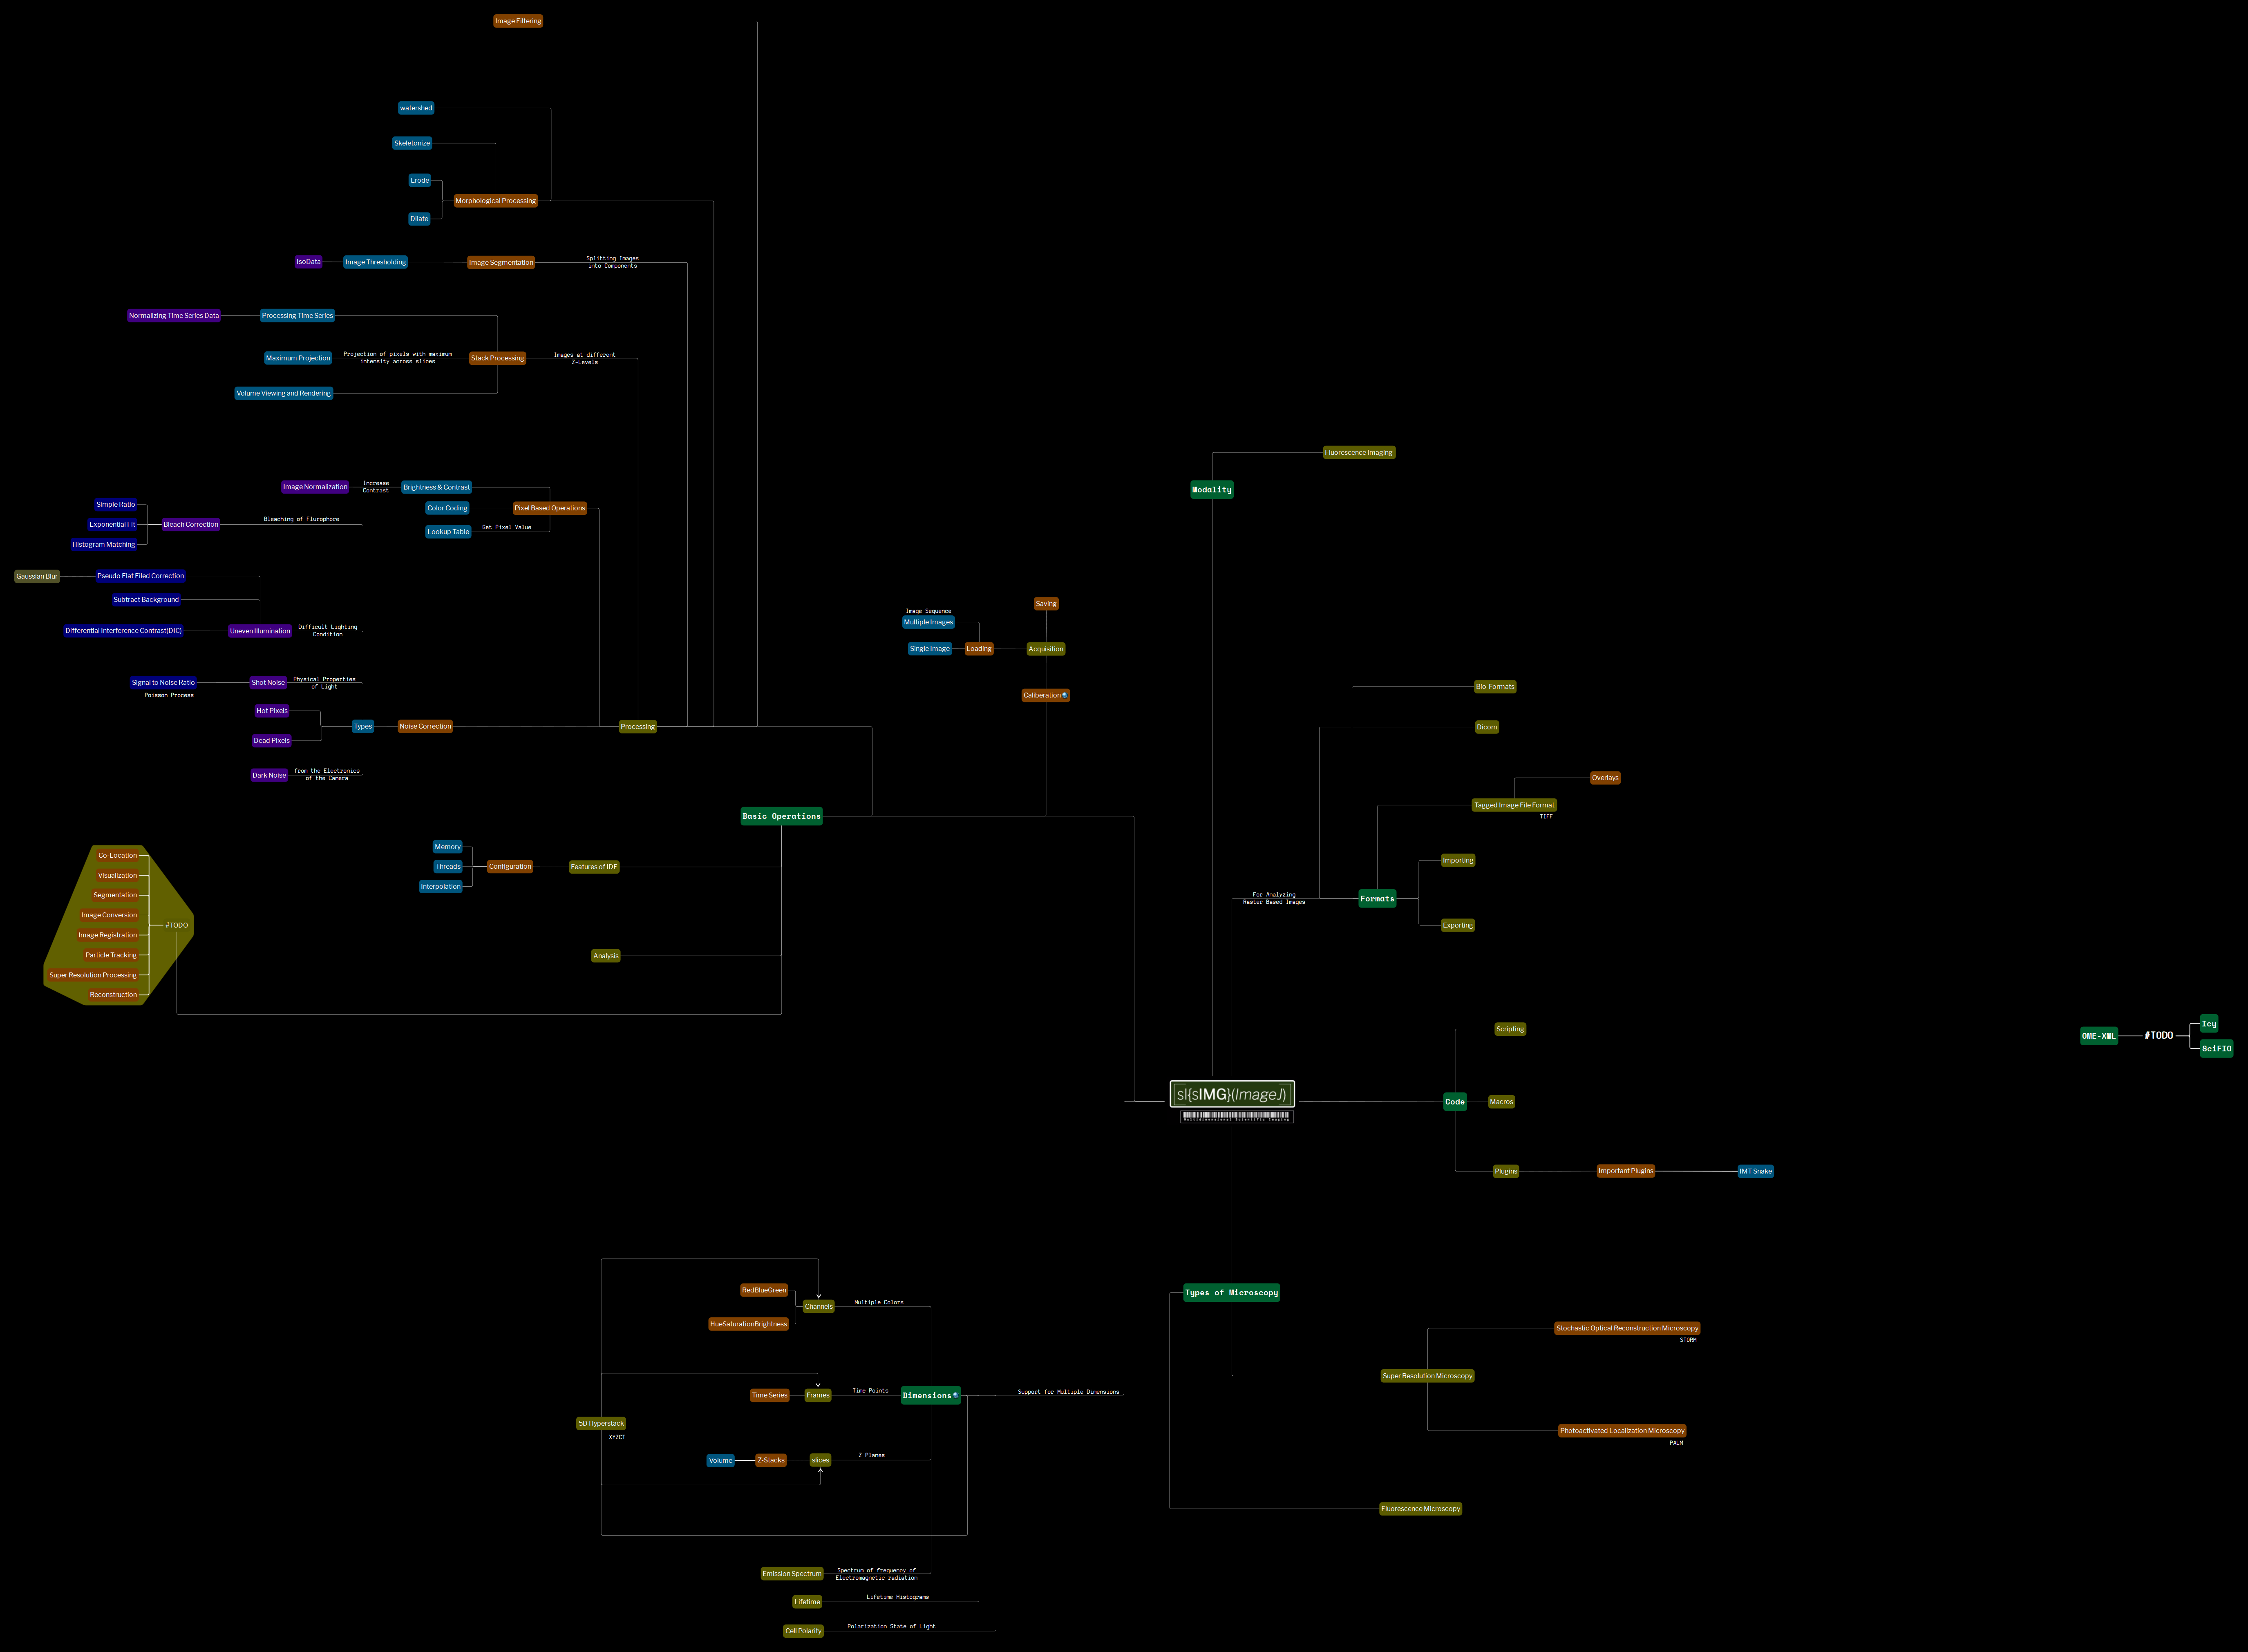 Image Filtering
watershed
Skeletonize
Erode
Morphological Processing
Dilate
IsoData
Image Thresholding
Image Segmentation
Splitting Images
into Components
Normalizing Time Series Data
Processing Time Series
Maximum Projection
Projection of pixels with maximum
intensity across slices
Stack Processing
Images at different
Z-Levels
Volume Viewing and Rendering
Fluorescence Imaging
Modality
Image Normalization
Increase
Contrast
Brightness & Contrast
Color Coding
Pixel Based Operations
Lookup Table
Get Pixel Value
Simple Ratio
Exponential Fit
Histogram Matching
Bleach Correction
Bleaching of Flurophore
Gaussian Blur
Pseudo Flat Filed Correction
Subtract Background
Differential Interference Contrast(DIC)
Uneven Illumination
Difficult Lighting
Condition
Signal to Noise Ratio
Poisson Process
Shot Noise
Physical Properties
of Light
Hot Pixels
Dead Pixels
Types
Noise Correction
Processing
Dark Noise
from the Electronics
of the Camera
Saving
Image Sequence
Multiple Images
Single Image
Loading
Acquisition
Caliberation
Bio-Formats
Dicom
Overlays
Tagged Image File Format
TIFF
Importing
For Analyzing
Raster Based Images
Formats
Exporting
Basic Operations
Memory
Threads
Interpolation
Configuration
Features of IDE
Analysis
Co-Location
Visualization
Segmentation
Image Conversion
#TODO
Image Registration
Particle Tracking
Super Resolution Processing
Reconstruction
OME-XML
#TODO
Icy
SciFIO
Scripting
sI{sIMG}(ImageJ)
Multidimensional Scientific Imaging
Code
Macros
Plugins
Important Plugins
IMT Snake
Types of Microscopy
Stochastic Optical Reconstruction Microscopy
STORM
Super Resolution Microscopy
Photoactivated Localization Microscopy
PALM
Fluorescence Microscopy
RedBlueGreen
Channels
Multiple Colors
HueSaturationBrightness
Time Series
Frames
Time Points
Dimensions
Support for Multiple Dimensions
5D Hyperstack
XYZCT
Volume
Z-Stacks
slices
Z Planes
Emission Spectrum
Spectrum of frequency of
Electromagnetic radiation
Lifetime
Lifetime Histograms
Cell Polarity
Polarization State of Light